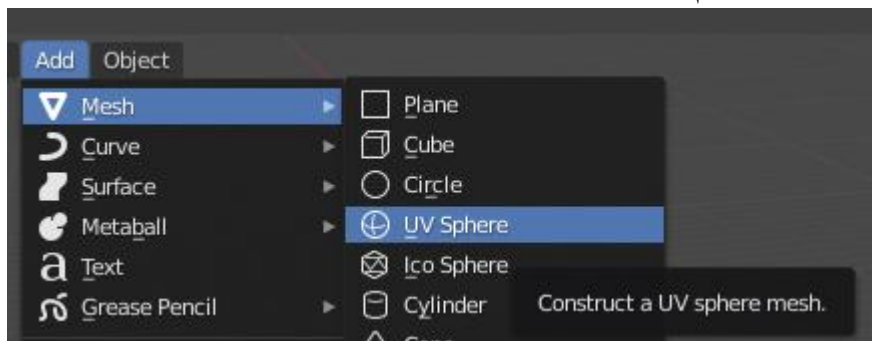 Add Object
Mesh
Curve
Surface
Metaball
Text
Grease Pencil
Plane
Cube
Circle
UV Sphere
Ico Sphere
Cylinder
Construct a UV sphere mesh.